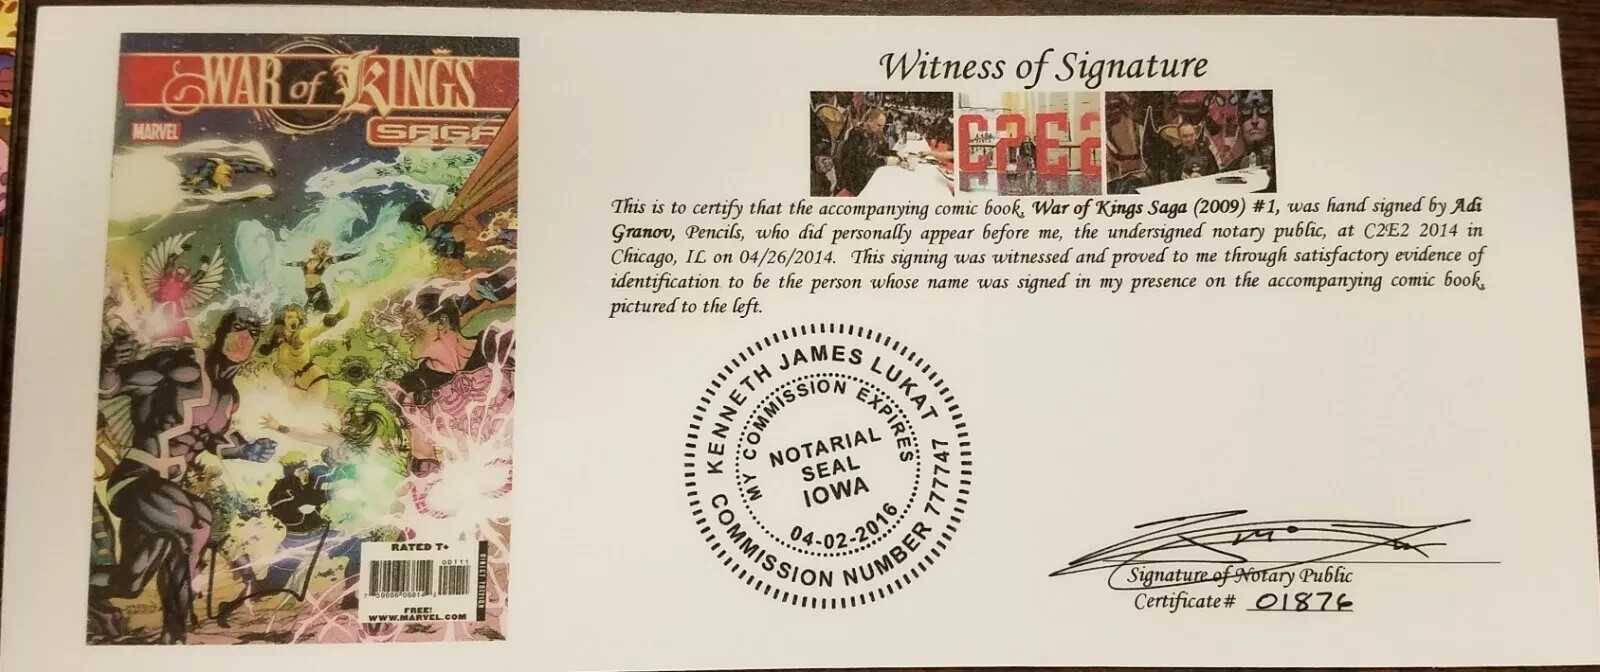 WAR of KINGS
MARVEL
SAGA
RATED T+
00111
DIRECT EDITION
FREE!
WWW.MARVEL.COM
Witness of Signature
C2E2
This is to certify that the accompanying comic book, War of Kings Saga (2009) #1, was hand signed by Adi
Granov, Pencils, who did personally appear before me, the undersigned notary public, at C2E2 2014 in
Chicago, IL on 04/26/2014. This signing was witnessed and proved to me through satisfactory evidence of
identification to be the person whose name was signed in my presence on the accompanying comic book,
pictured to the left.
KENNETH JAMES LUKAT
MY COMMISSION EXPIRES
NOTARIAL
SEAL
IOWA
04-02-2016
COMMISSION NUMBER 777747
Signature of Notary Public
Certificate # 01876